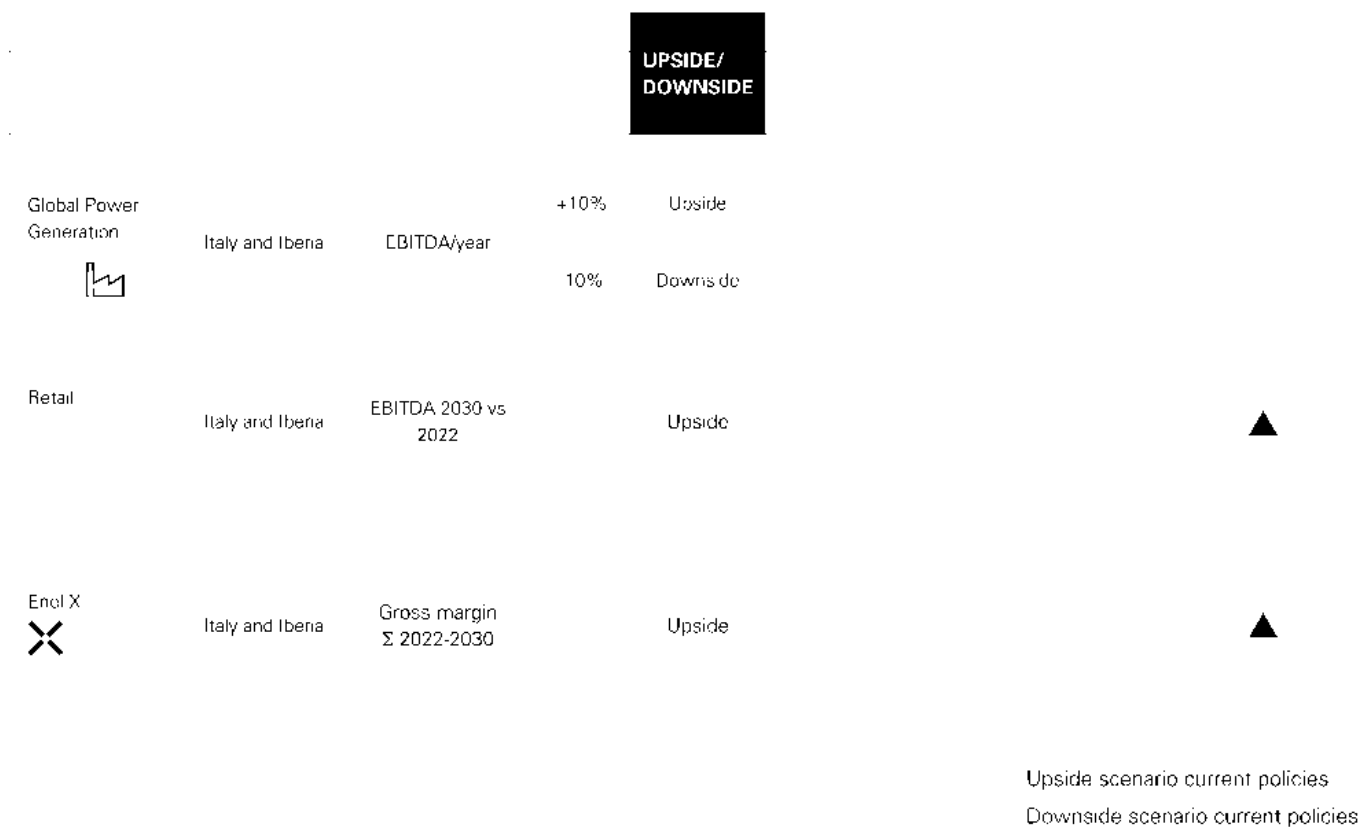 UPSIDE/
DOWNSIDE
Global Power
Generation
Italy and Iberia
EBITDA/year
+10%
Upside
10%
Downside
Retail
Italy and Iberia
EBITDA 2030 vs
2022
Upside
Enel X
Italy and Iberia
Gross margin
Σ 2022-2030
Upside
Upside scenario current policies
Downside scenario current policies